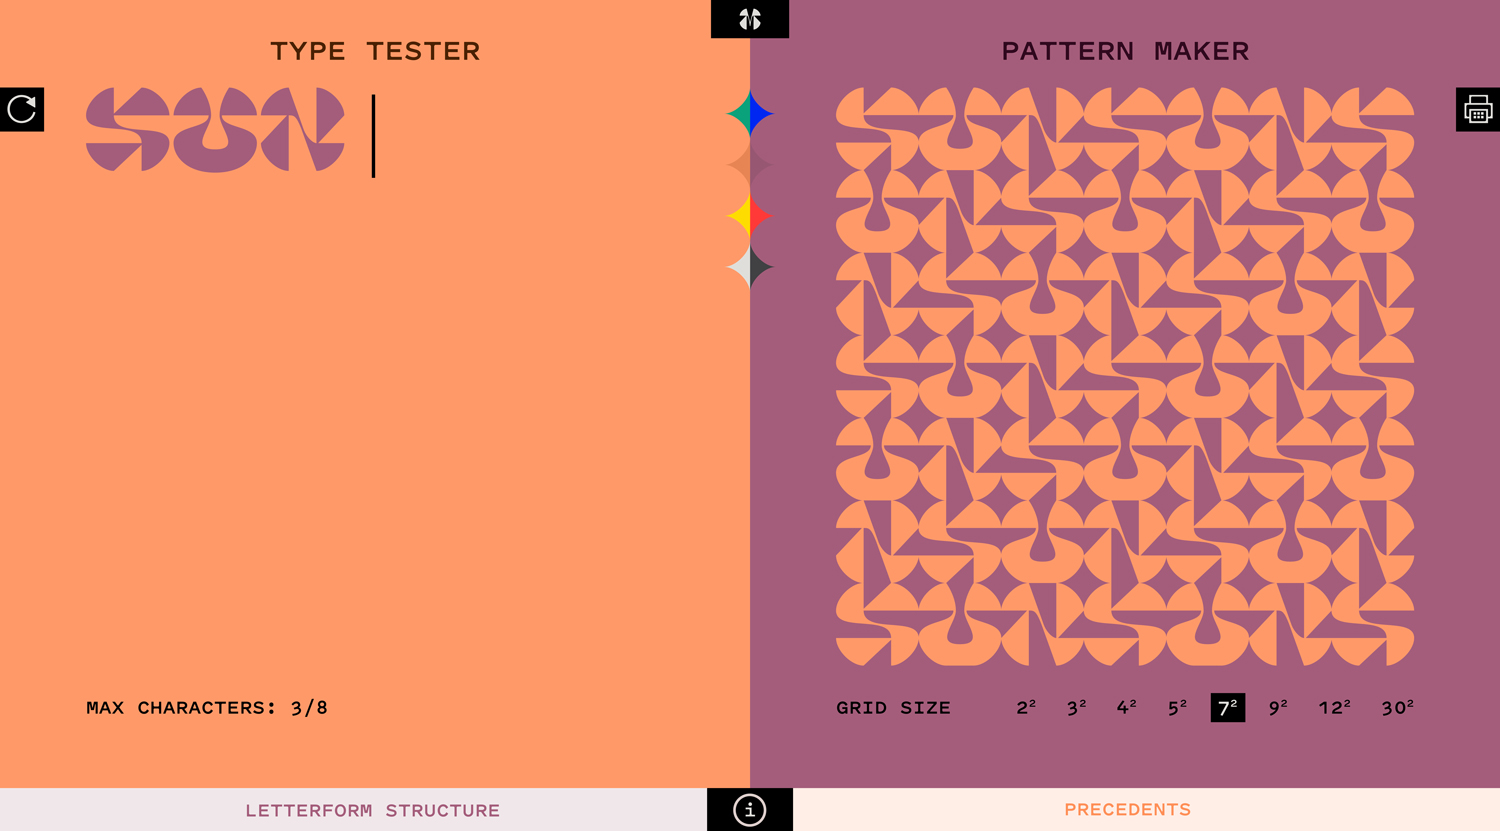 TYPE TESTER
SUN
MAX CHARACTERS: 3/8
LETTERFORM STRUCTURE
PATTERN MAKER
GRID SIZE 2² 3² 4² 5² 7² 9² 12² 30²
PRECEDENTS
i